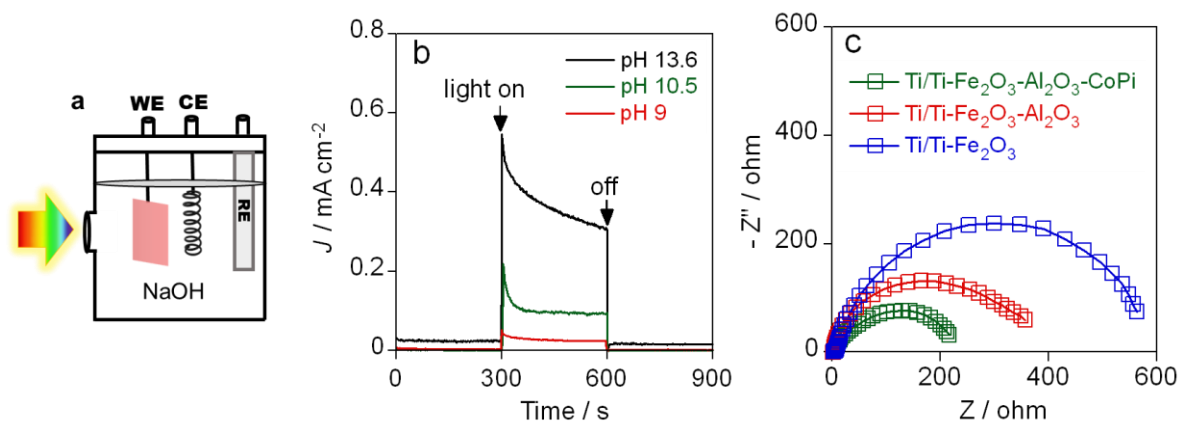 a
WE CE
RE
NaOH
b
0.8
0.6
0.4
0.2
0
J / mA cm⁻²
pH 13.6
pH 10.5
pH 9
light on
off
0 300 600 900
Time / s
c
600
400
200
0
- Z" / ohm
Ti/Ti-Fe₂O₃-Al₂O₃-CoPi
Ti/Ti-Fe₂O₃-Al₂O₃
Ti/Ti-Fe₂O₃
0 200 400 600
Z / ohm